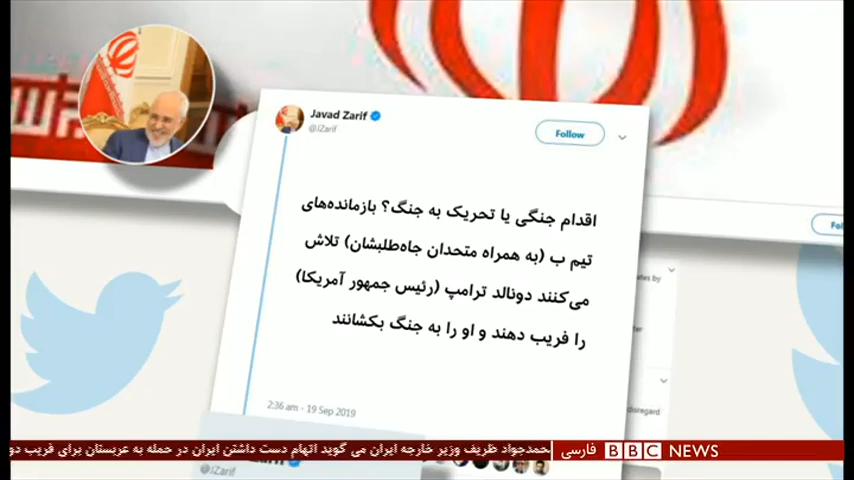 Javad Zarif
@JZarif
Follow
اقدام جنگی یا تحریک به جنگ؟ بازمانده‌های
تیم ب (به همراه متحدان جاه‌طلبشان) تلاش
می‌کنند دونالد ترامپ (رئیس جمهور آمریکا)
را فریب دهند و او را به جنگ بکشانند
2:36 am - 19 Sep 2019
disregard
حمدجواد ظریف وزیر خارجه ایران می گوید اتهام دست داشتن ایران در حمله به عربستان برای فریب
BBC NEWS فارسی
@JZarif